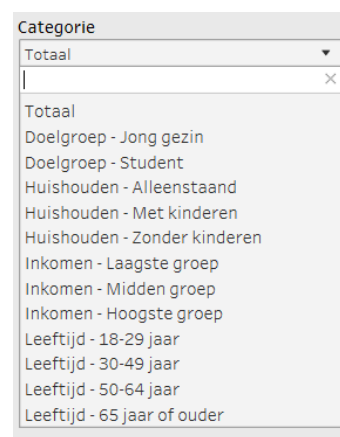 Categorie
Totaal
Totaal
Doelgroep - Jong gezin
Doelgroep - Student
Huishouden - Alleenstaand
Huishouden - Met kinderen
Huishouden - Zonder kinderen
Inkomen - Laagste groep
Inkomen - Midden groep
Inkomen - Hoogste groep
Leeftijd - 18-29 jaar
Leeftijd - 30-49 jaar
Leeftijd - 50-64 jaar
Leeftijd - 65 jaar of ouder